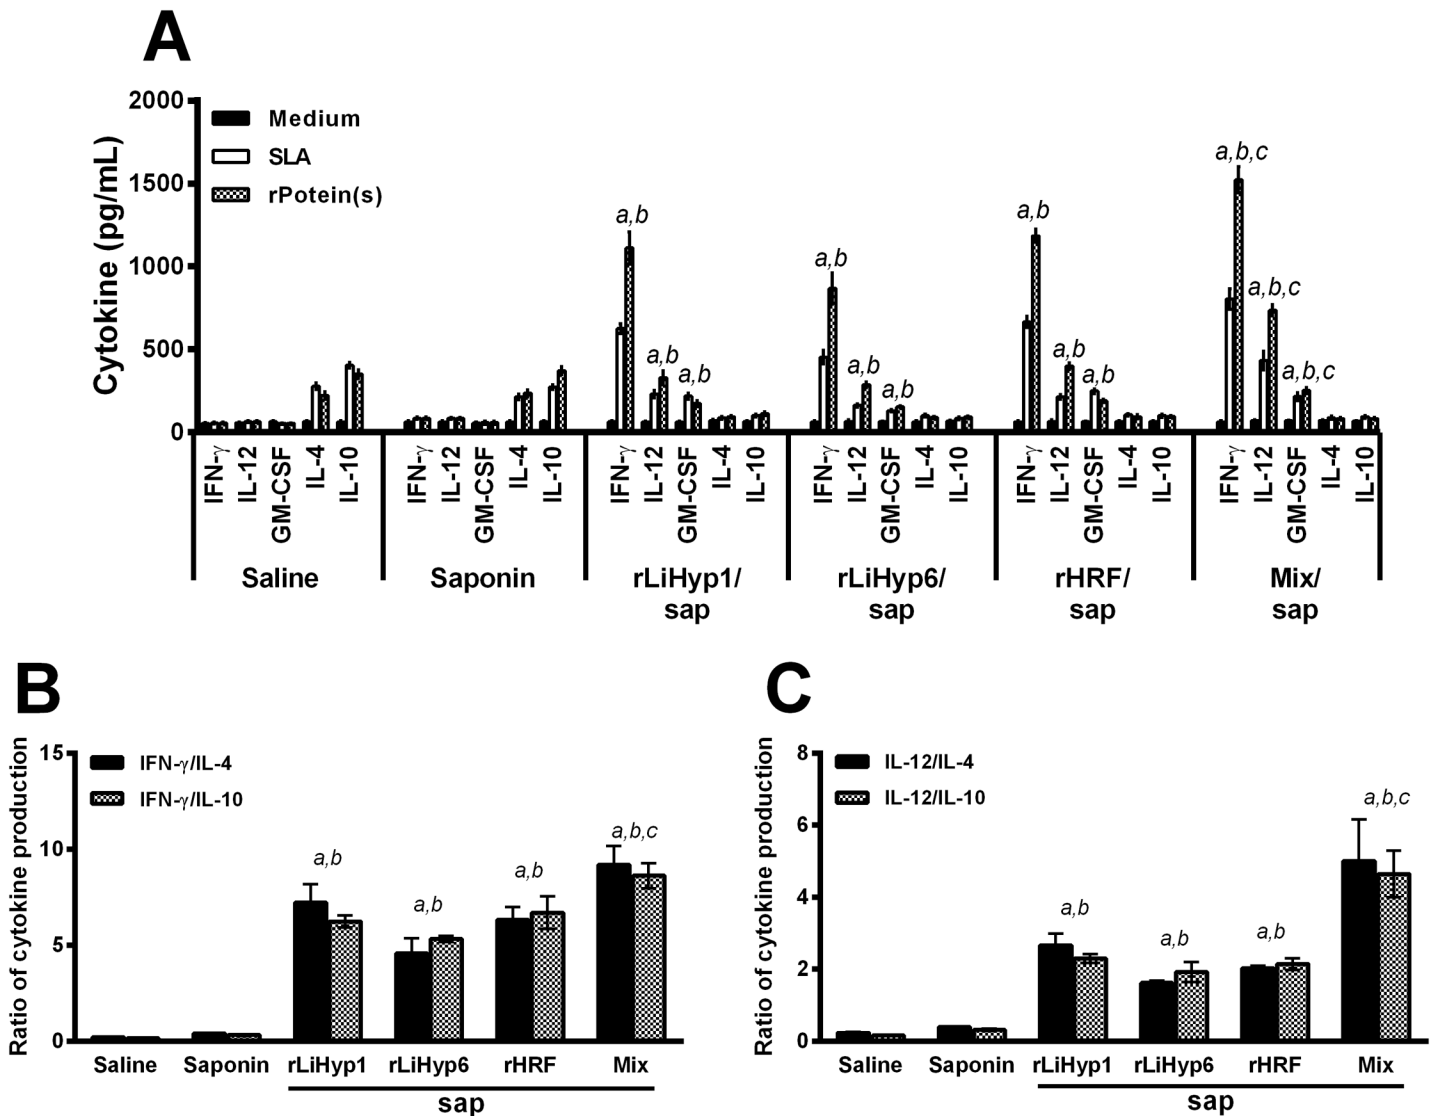 A
2000
1500
1000
500
0
Cytokine (pg/mL)
Medium
SLA
rPotein(s)
a,b
a,b
a,b
a,b
a,b
a,b
a,b
a,b
a,b
a,b,c
a,b,c
a,b,c
IFN-γ
IL-12
GM-CSF
IL-4
IL-10
IFN-γ
IL-12
GM-CSF
IL-4
IL-10
IFN-γ
IL-12
GM-CSF
IL-4
IL-10
IFN-γ
IL-12
GM-CSF
IL-4
IL-10
IFN-γ
IL-12
GM-CSF
IL-4
IL-10
IFN-γ
IL-12
GM-CSF
IL-4
IL-10
Saline
Saponin
rLiHyp1/
sap
rLiHyp6/
sap
rHRF/
sap
Mix/
sap
B
15
10
5
0
Ratio of cytokine production
IFN-γ/IL-4
IFN-γ/IL-10
a,b
a,b
a,b
a,b,c
Saline
Saponin
rLiHyp1
rLiHyp6
rHRF
Mix
sap
C
8
6
4
2
0
Ratio of cytokine production
IL-12/IL-4
IL-12/IL-10
a,b
a,b
a,b
a,b,c
Saline
Saponin
rLiHyp1
rLiHyp6
rHRF
Mix
sap